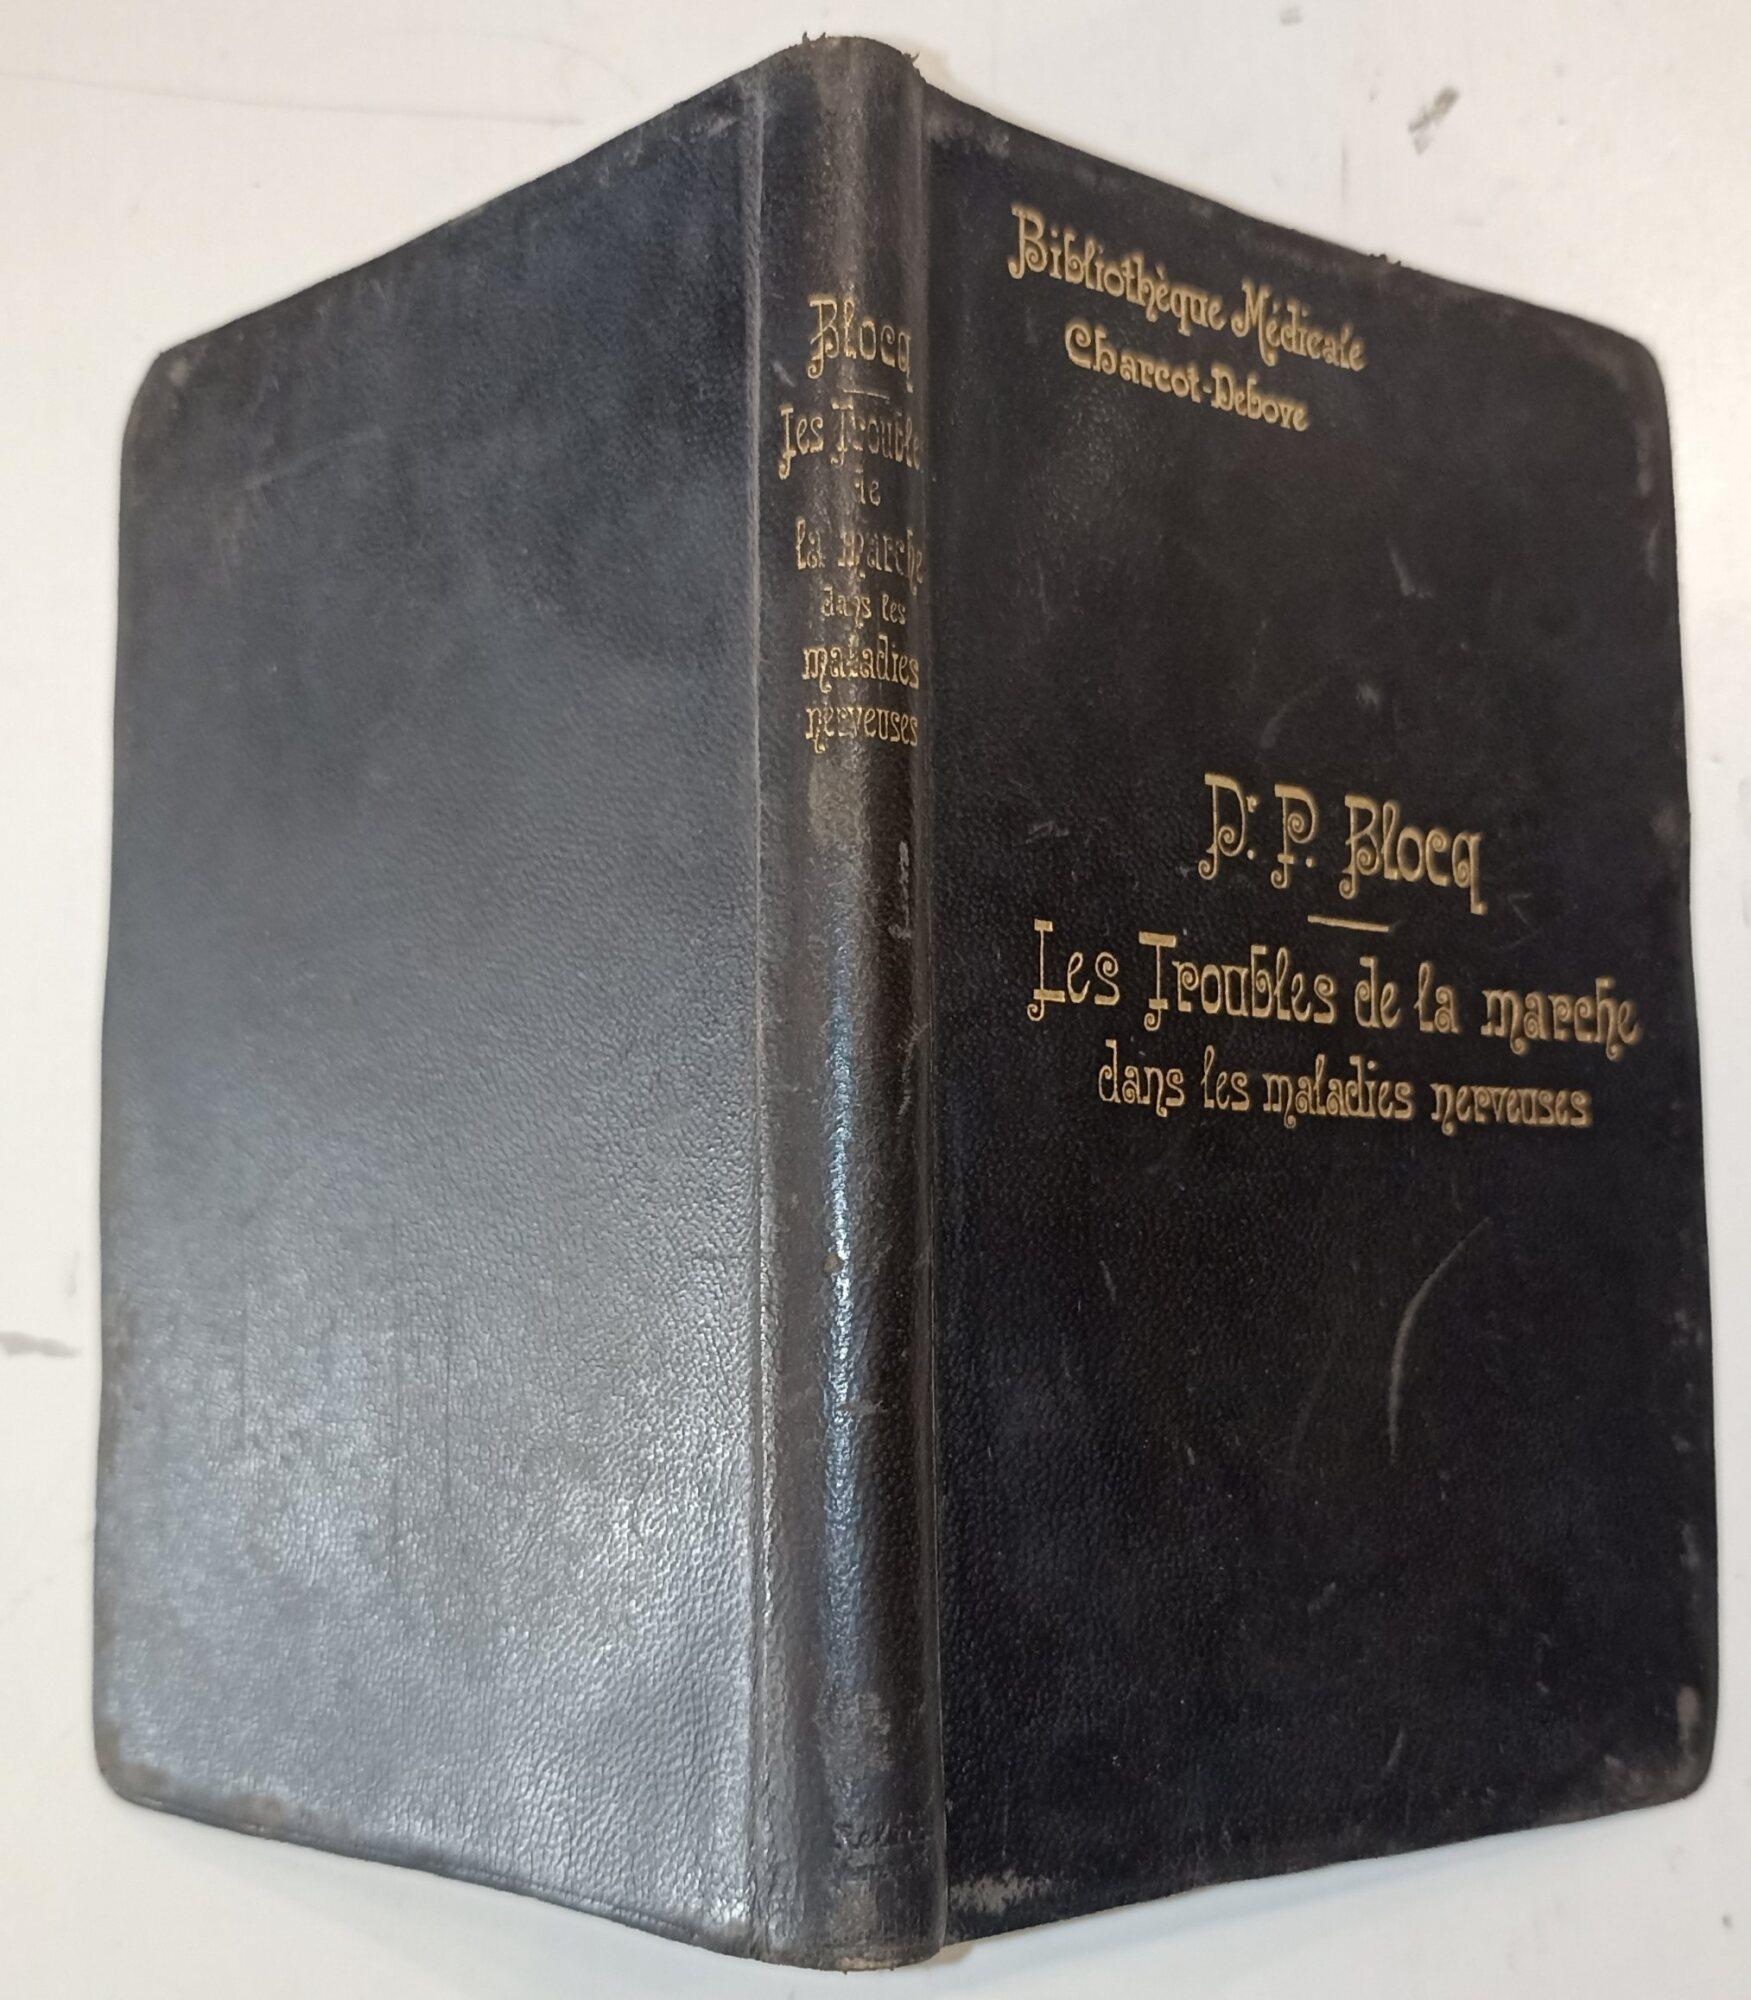 Blocq
Les Trouble
de
la marche
dans les
maladies
nerveuses
Bibliothèque Médicale
Charcot-Debove
Dr. P. Blocq
Les Troubles de la marche
dans les maladies nerveuses